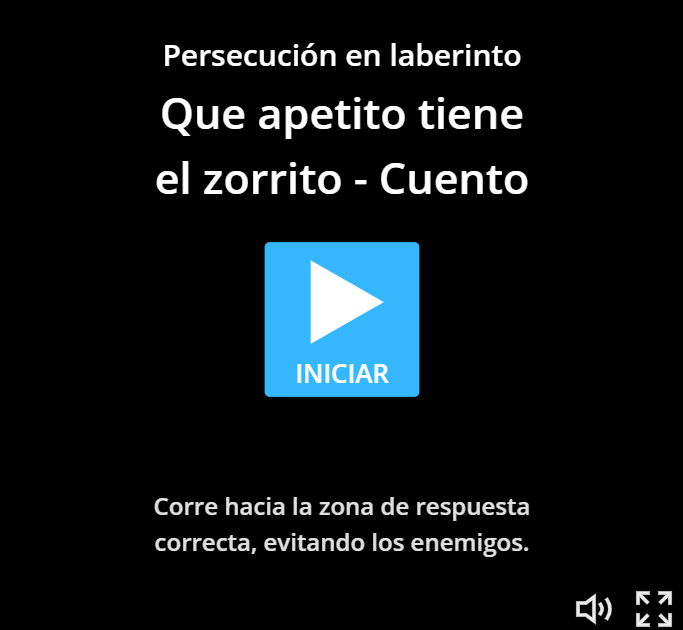 Persecución en laberinto
Que apetito tiene
el zorrito - Cuento
INICIAR
Corre hacia la zona de respuesta
correcta, evitando los enemigos.